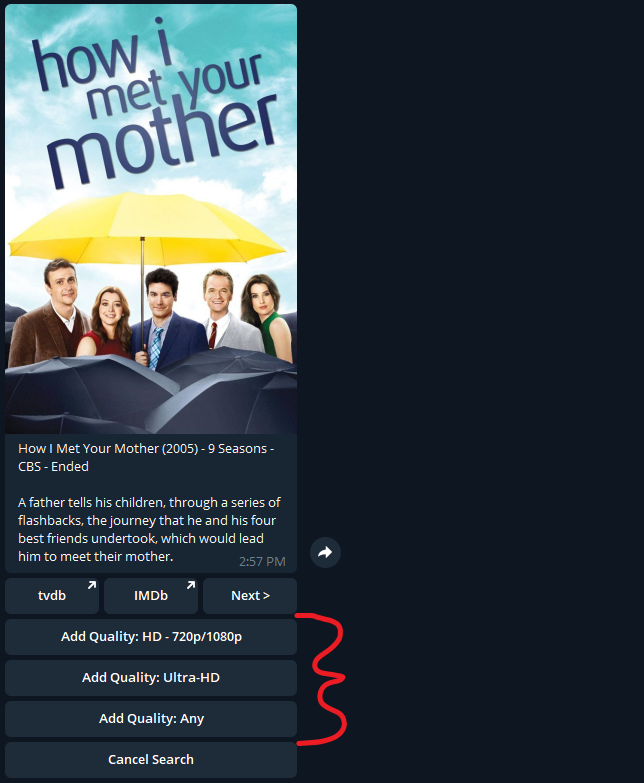 how i
met your
mother
How I Met Your Mother (2005) - 9 Seasons -
CBS - Ended
A father tells his children, through a series of
flashbacks, the journey that he and his four
best friends undertook, which would lead
him to meet their mother.
2:57 PM
tvdb
IMDb
Next >
Add Quality: HD - 720p/1080p
Add Quality: Ultra-HD
Add Quality: Any
Cancel Search